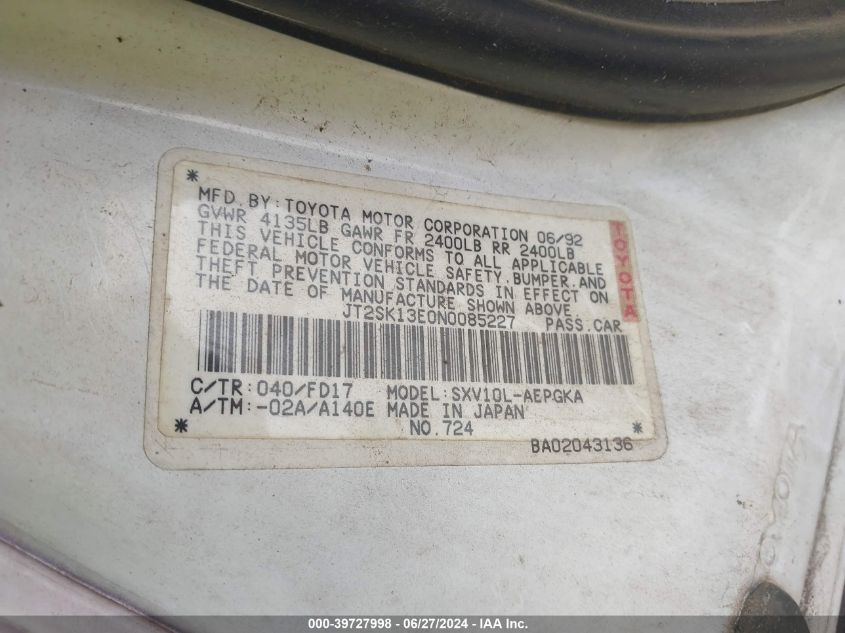 *
MFD. BY: TOYOTA MOTOR CORPORATION 06/92
GVWR 4135LB GAWR FR 2400LB RR 2400LB
THIS VEHICLE CONFORMS TO ALL APPLICABLE
FEDERAL MOTOR VEHICLE SAFETY, BUMPER, AND
THEFT PREVENTION STANDARDS IN EFFECT ON
THE DATE OF MANUFACTURE SHOWN ABOVE.
JT2SK13E0N0085227 PASS.CAR
TOYOTA
C/TR: 040/FD17 MODEL: SXV10L-AEPGKA
A/TM: -02A/A140E MADE IN JAPAN
* NO.724 *
BA02043136
000-39727998 - 06/27/2024 - IAA Inc.